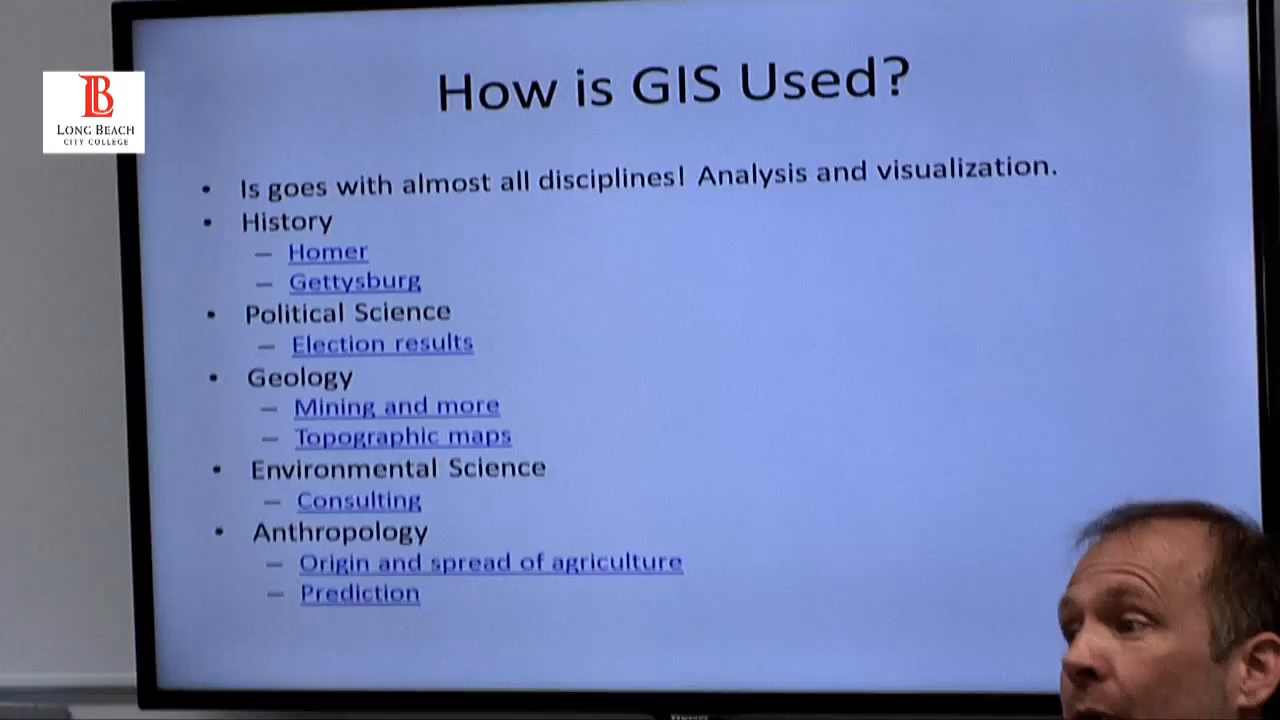 LB
LONG BEACH
CITY COLLEGE
How is GIS Used?
• Is goes with almost all disciplines! Analysis and visualization.
• History
– Homer
– Gettysburg
• Political Science
– Election results
• Geology
– Mining and more
– Topographic maps
• Environmental Science
– Consulting
• Anthropology
– Origin and spread of agriculture
– Prediction